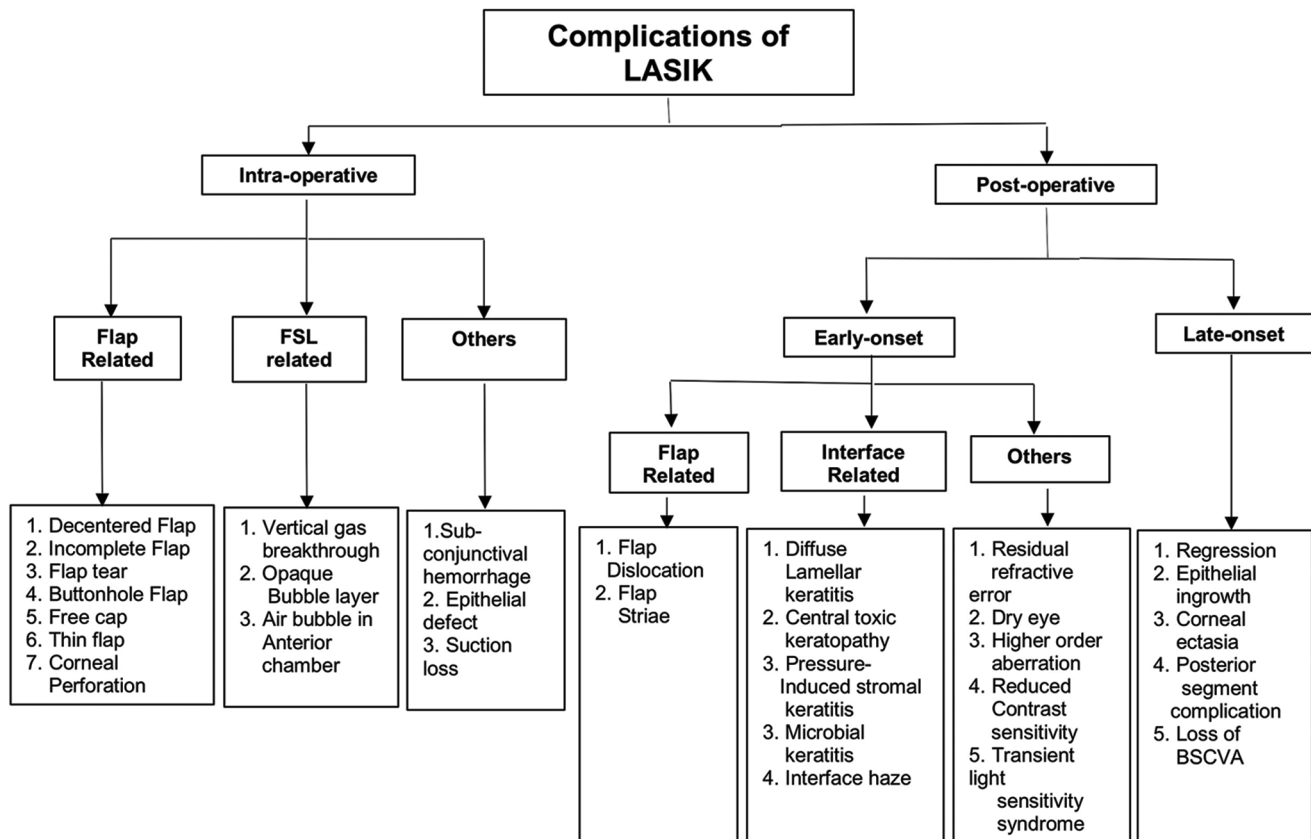 Complications of
LASIK
Intra-operative
Post-operative
Flap
Related
FSL
related
Others
Early-onset
Late-onset
Flap
Related
Interface
Related
Others
1. Decentered Flap
2. Incomplete Flap
3. Flap tear
4. Buttonhole Flap
5. Free cap
6. Thin flap
7. Corneal
Perforation
1. Vertical gas
breakthrough
2. Opaque
Bubble layer
3. Air bubble in
Anterior
chamber
1.Sub-
conjunctival
hemorrhage
2. Epithelial
defect
3. Suction
loss
1. Flap
Dislocation
2. Flap
Striae
1. Diffuse
Lamellar
keratitis
2. Central toxic
keratopathy
3. Pressure-
Induced stromal
keratitis
3. Microbial
keratitis
4. Interface haze
1. Residual
refractive
error
2. Dry eye
3. Higher order
aberration
4. Reduced
Contrast
sensitivity
5. Transient
light
sensitivity
syndrome
1. Regression
2. Epithelial
ingrowth
3. Corneal
ectasia
4. Posterior
segment
complication
5. Loss of
BSCVA